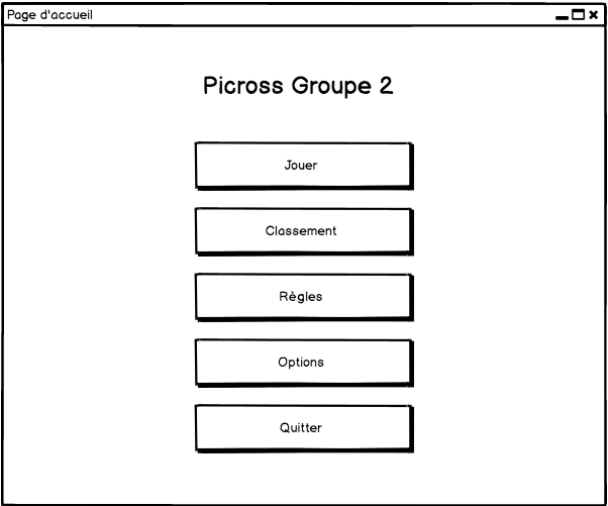 Page d'accueil
Picross Groupe 2
Jouer
Classement
Règles
Options
Quitter